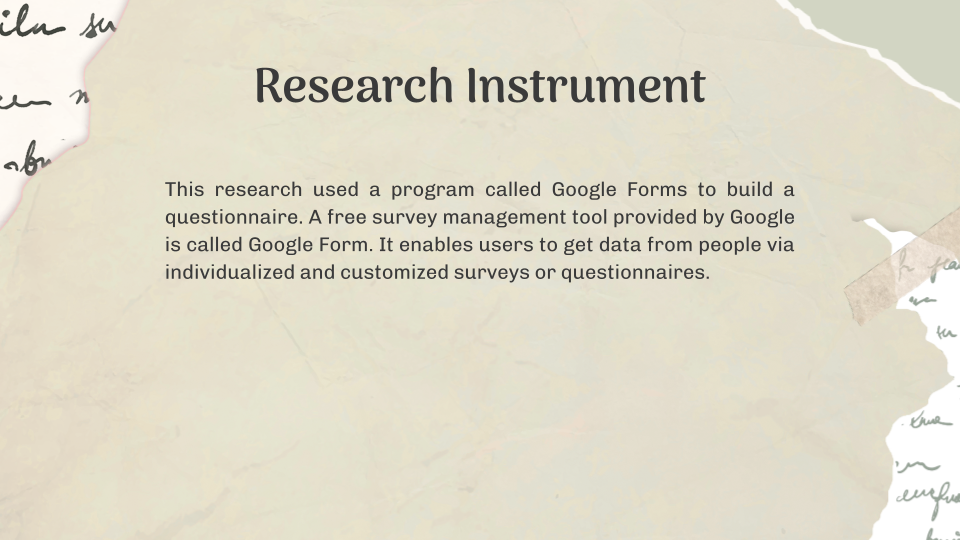 Research Instrument
This research used a program called Google Forms to build a
questionnaire. A free survey management tool provided by Google
is called Google Form. It enables users to get data from people via
individualized and customized surveys or questionnaires.